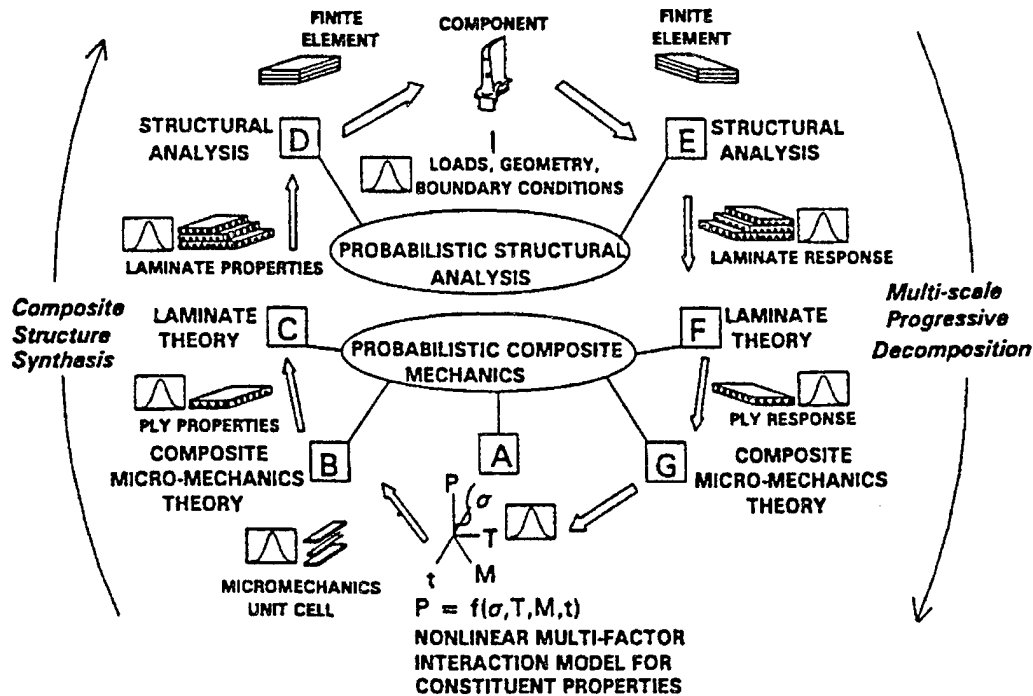 FINITE
ELEMENT
COMPONENT
FINITE
ELEMENT
STRUCTURAL
ANALYSIS
D
E
STRUCTURAL
ANALYSIS
LOADS, GEOMETRY,
BOUNDARY CONDITIONS
LAMINATE PROPERTIES
PROBABILISTIC STRUCTURAL
ANALYSIS
LAMINATE RESPONSE
Composite
Structure
Synthesis
LAMINATE
THEORY
C
PROBABILISTIC COMPOSITE
MECHANICS
F
LAMINATE
THEORY
Multi-scale
Progressive
Decomposition
PLY PROPERTIES
PLY RESPONSE
COMPOSITE
MICRO-MECHANICS
THEORY
B
A
G
COMPOSITE
MICRO-MECHANICS
THEORY
P
σ
T
M
t
MICROMECHANICS
UNIT CELL
P = f(σ,T,M,t)
NONLINEAR MULTI-FACTOR
INTERACTION MODEL FOR
CONSTITUENT PROPERTIES